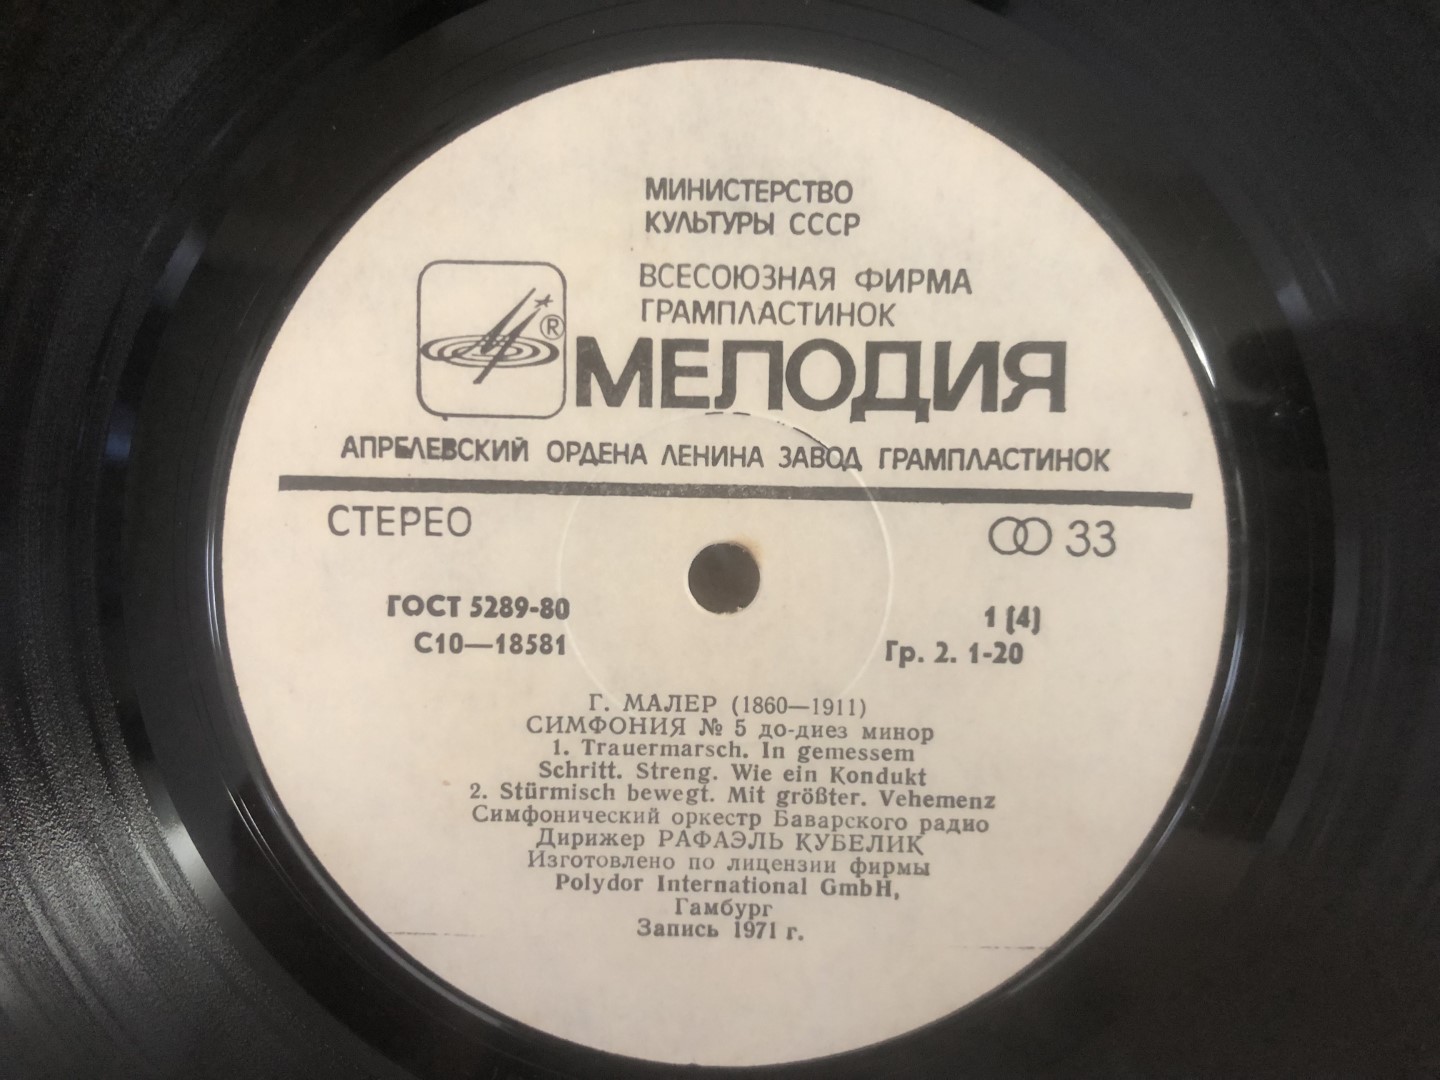 МИНИСТЕРСТВО
КУЛЬТУРЫ СССР
ВСЕСОЮЗНАЯ ФИРМА
ГРАМПЛАСТИНОК
®
МЕЛОДИЯ
АПРЕЛЕВСКИЙ ОРДЕНА ЛЕНИНА ЗАВОД ГРАМПЛАСТИНОК
СТЕРЕО
33
ГОСТ 5289-80
С10—18581
1 (4)
Гр. 2. 1-20
Г. МАЛЕР (1860—1911)
СИМФОНИЯ № 5 до-диез минор
1. Trauermarsch. In gemessem
Schritt. Streng. Wie ein Kondukt
2. Stürmisch bewegt. Mit größter. Vehemenz
Симфонический оркестр Баварского радио
Дирижер РАФАЭЛЬ КУБЕЛИК
Изготовлено по лицензии фирмы
Polydor International GmbH,
Гамбург
Запись 1971 г.